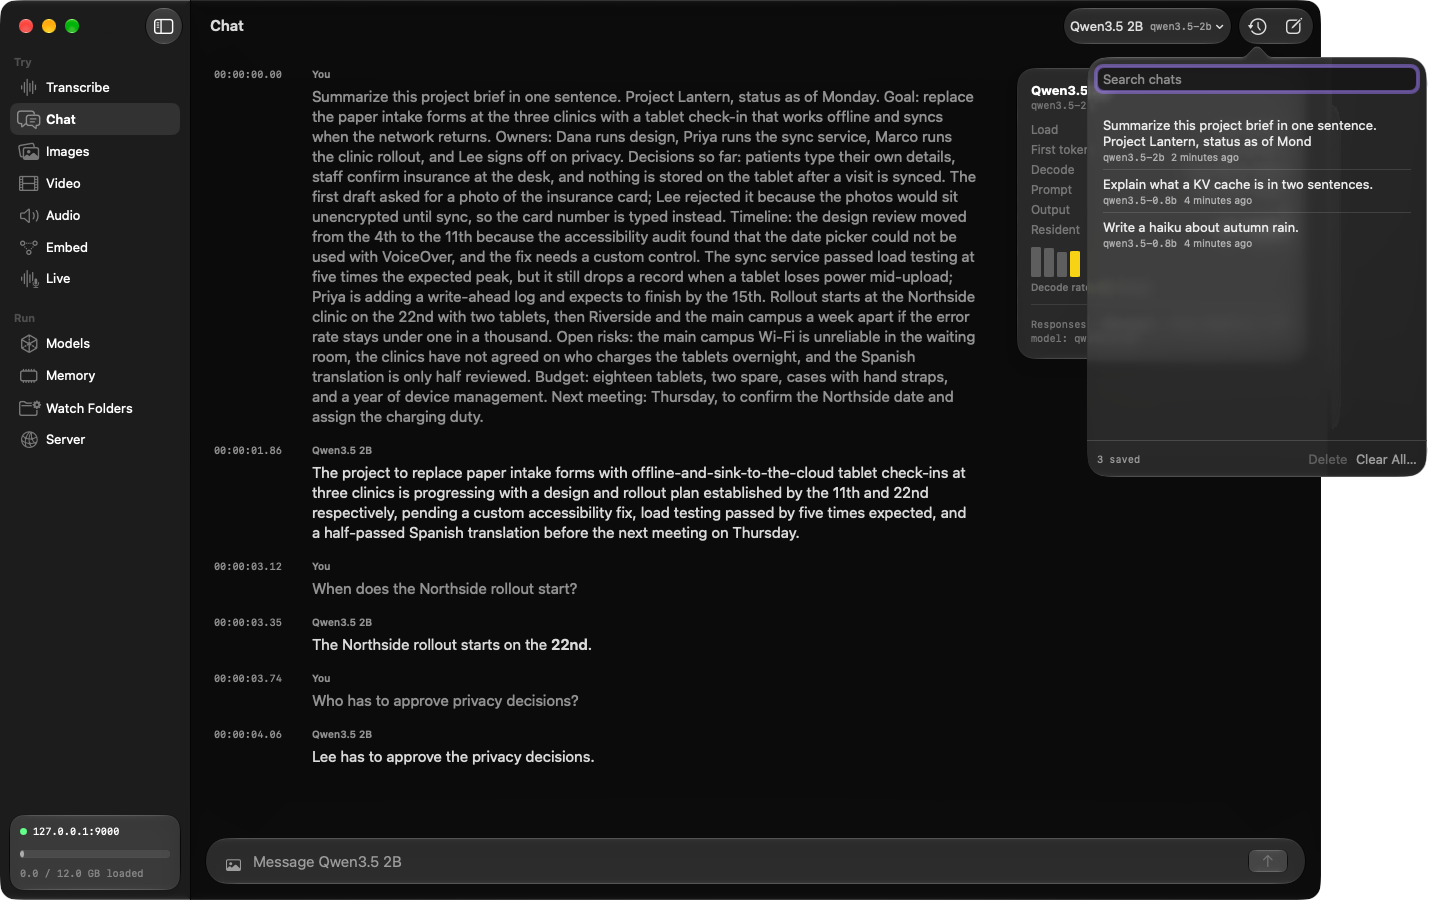 Chat
Qwen3.5 2B qwen3.5-2b
Try
Transcribe
Chat
Images
Video
Audio
Embed
Live
Run
Models
Memory
Watch Folders
Server
127.0.0.1:9000
0.0 / 12.0 GB loaded
00:00:00.00 You
Summarize this project brief in one sentence. Project Lantern, status as of Monday. Goal: replace
the paper intake forms at the three clinics with a tablet check-in that works offline and syncs
when the network returns. Owners: Dana runs design, Priya runs the sync service, Marco runs
the clinic rollout, and Lee signs off on privacy. Decisions so far: patients type their own details,
staff confirm insurance at the desk, and nothing is stored on the tablet after a visit is synced. The
first draft asked for a photo of the insurance card; Lee rejected it because the photos would sit
unencrypted until sync, so the card number is typed instead. Timeline: the design review moved
from the 4th to the 11th because the accessibility audit found that the date picker could not be
used with VoiceOver, and the fix needs a custom control. The sync service passed load testing at
five times the expected peak, but it still drops a record when a tablet loses power mid-upload;
Priya is adding a write-ahead log and expects to finish by the 15th. Rollout starts at the Northside
clinic on the 22nd with two tablets, then Riverside and the main campus a week apart if the error
rate stays under one in a thousand. Open risks: the main campus Wi-Fi is unreliable in the waiting
room, the clinics have not agreed on who charges the tablets overnight, and the Spanish
translation is only half reviewed. Budget: eighteen tablets, two spare, cases with hand straps,
and a year of device management. Next meeting: Thursday, to confirm the Northside date and
assign the charging duty.
00:00:01.86 Qwen3.5 2B
The project to replace paper intake forms with offline-and-sink-to-the-cloud tablet check-ins at
three clinics is progressing with a design and rollout plan established by the 11th and 22nd
respectively, pending a custom accessibility fix, load testing passed by five times expected, and
a half-passed Spanish translation before the next meeting on Thursday.
00:00:03.12 You
When does the Northside rollout start?
00:00:03.35 Qwen3.5 2B
The Northside rollout starts on the 22nd.
00:00:03.74 You
Who has to approve privacy decisions?
00:00:04.06 Qwen3.5 2B
Lee has to approve the privacy decisions.
Message Qwen3.5 2B
Qwen3.5
qwen3.5-2
Load
First token
Decode
Prompt
Output
Resident
Decode rate
Responses
model: qw
Search chats
Summarize this project brief in one sentence.
Project Lantern, status as of Mond
qwen3.5-2b 2 minutes ago
Explain what a KV cache is in two sentences.
qwen3.5-0.8b 4 minutes ago
Write a haiku about autumn rain.
qwen3.5-0.8b 4 minutes ago
3 saved
Delete Clear All...